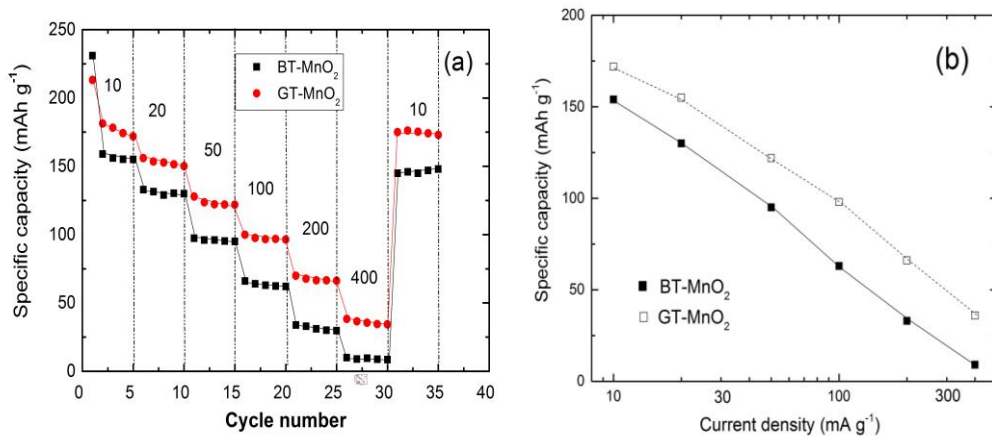 (a)
BT-MnO₂
GT-MnO₂
10
20
50
100
200
400
10
250
200
150
100
50
0
0 5 10 15 20 25 30 35 40
Specific capacity (mAh g⁻¹)
Cycle number
(b)
200
150
100
50
0
BT-MnO₂
GT-MnO₂
10 30 100 300
Specific capacity (mAh g⁻¹)
Current density (mA g⁻¹)